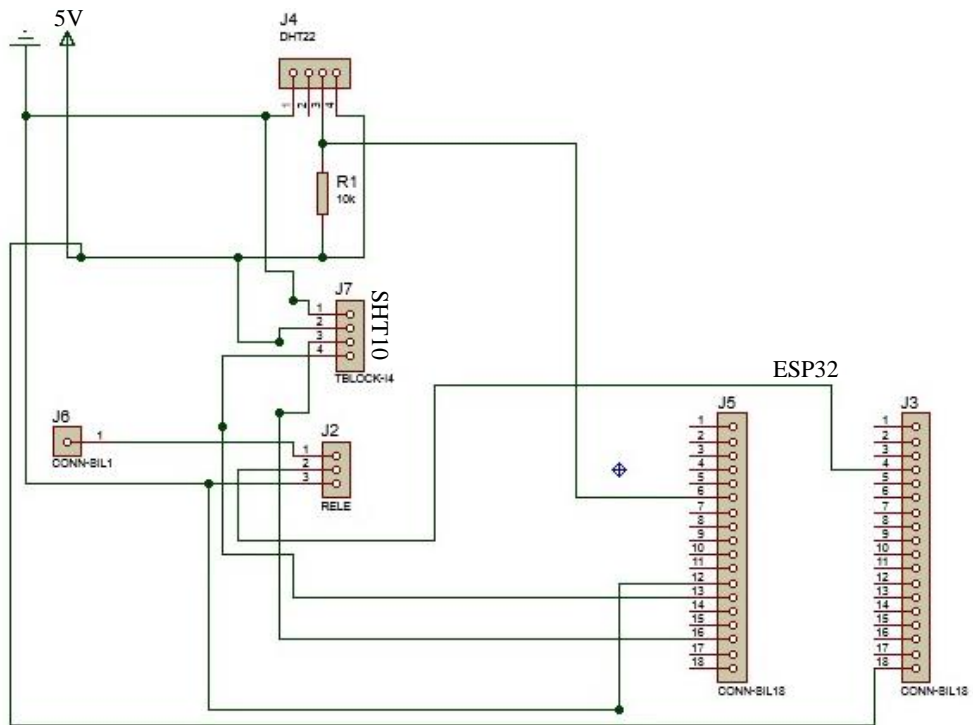 5V
J4
DHT22
1 2 3 4
R1
10k
J7
1
2
3
4
SHT10
TBLOCK-I4
ESP32
J6
1
CONN-BIL1
J2
1
2
3
RELE
J5
1
2
3
4
5
6
7
8
9
10
11
12
13
14
15
16
17
18
CONN-BIL18
J3
1
2
3
4
5
6
7
8
9
10
11
12
13
14
15
16
17
18
CONN-BIL18